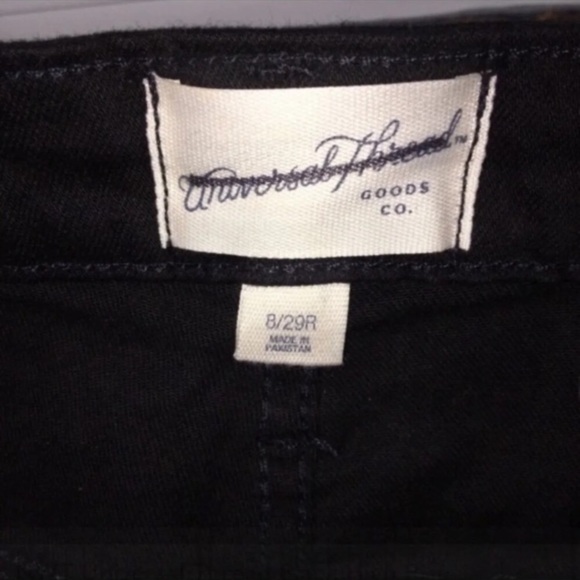 Universal Thread™
GOODS
CO.
8/29R
MADE IN
PAKISTAN